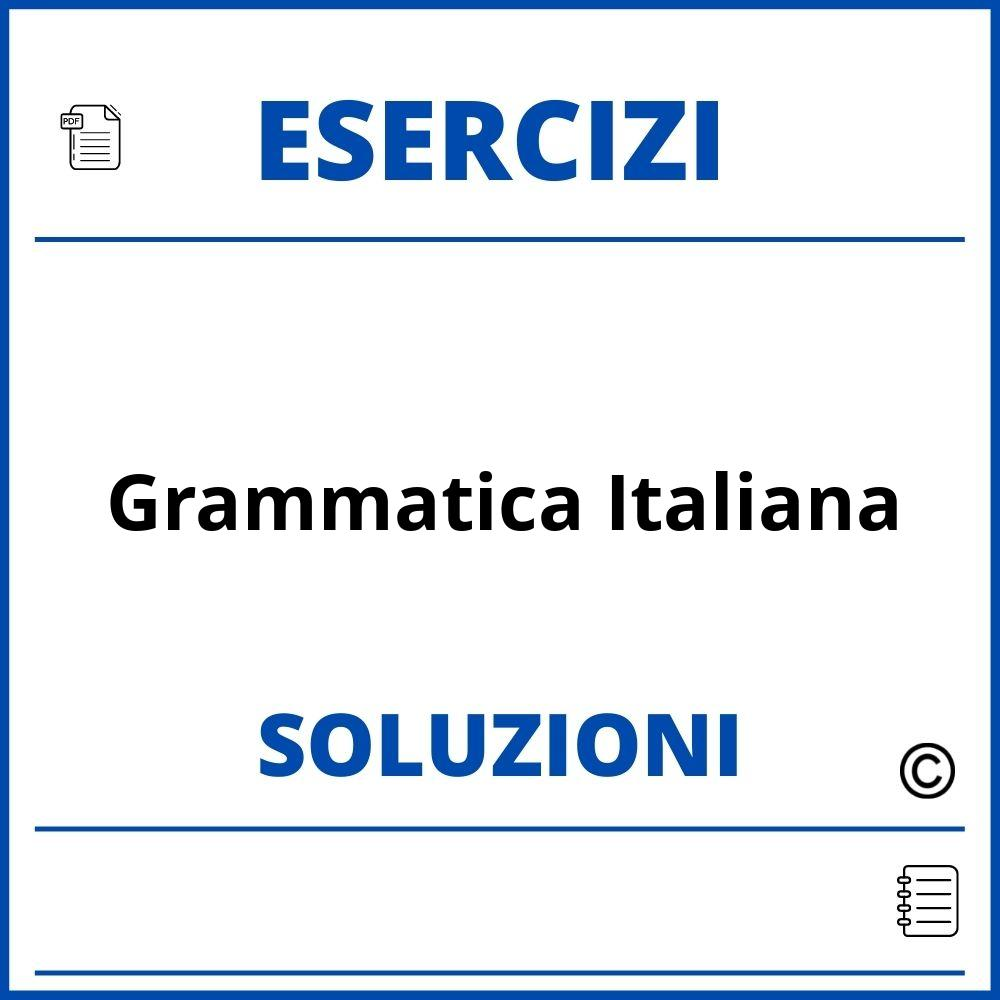 PDF
ESERCIZI
Grammatica Italiana
SOLUZIONI
©